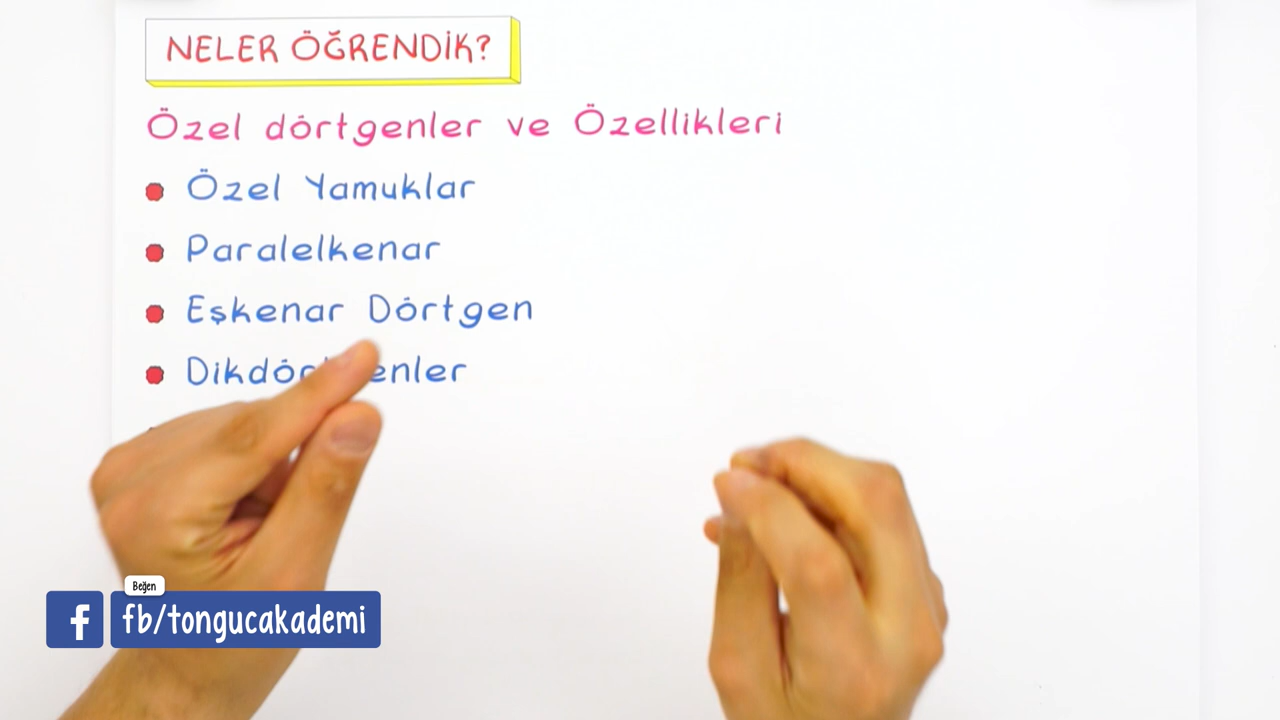 NELER ÖĞRENDİK?
Özel dörtgenler ve Özellikleri
Özel Yamuklar
Paralelkenar
Eşkenar Dörtgen
Beğen
f fb/tongucakademi